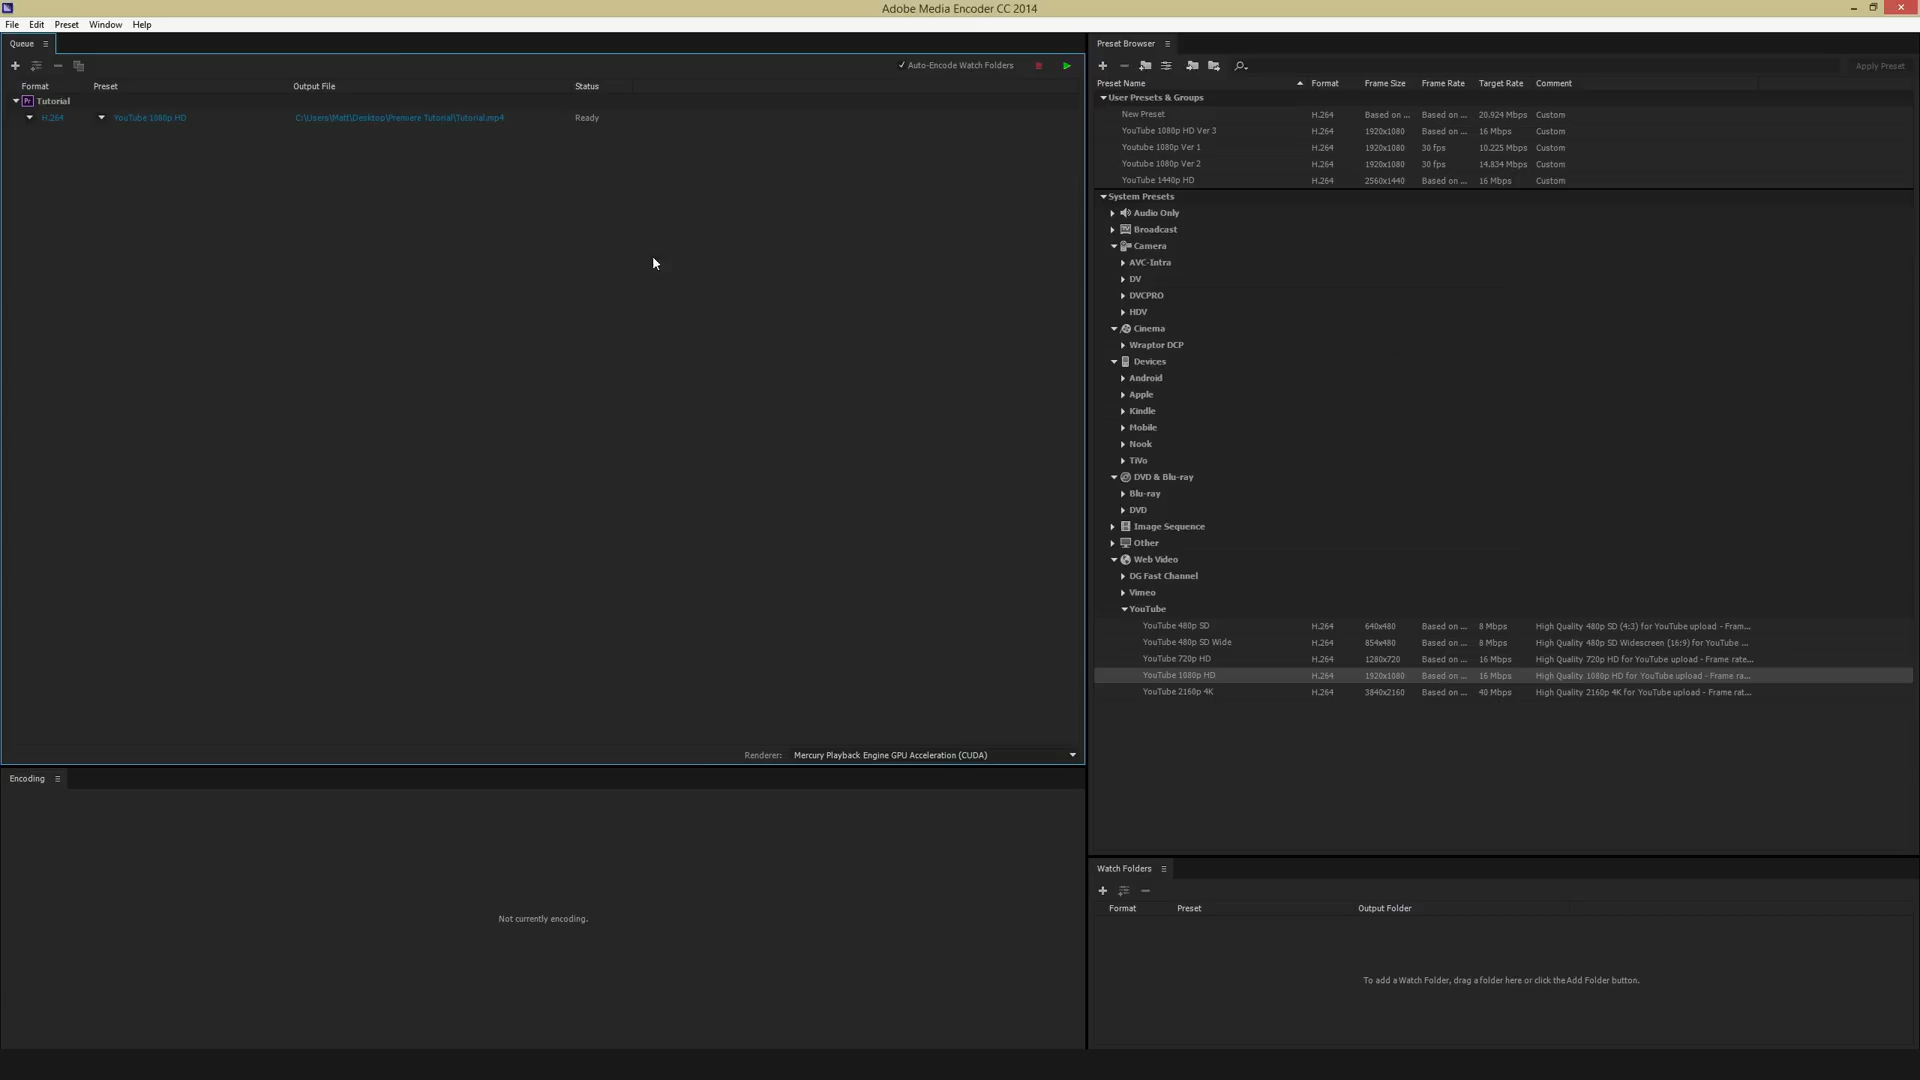 Adobe Media Encoder CC 2014
File Edit Preset Window Help
Queue
Auto-Encode Watch Folders
Format Preset Output File Status
Pr Tutorial
H.264 YouTube 1080p HD C:\Users\Matt\Desktop\Premiere Tutorial\Tutorial.mp4 Ready
Renderer: Mercury Playback Engine GPU Acceleration (CUDA)
Encoding
Not currently encoding.
Preset Browser
Apply Preset
Preset Name Format Frame Size Frame Rate Target Rate Comment
User Presets & Groups
New Preset H.264 Based on ... Based on ... 20.924 Mbps Custom
YouTube 1080p HD Ver 3 H.264 1920x1080 Based on ... 16 Mbps Custom
Youtube 1080p Ver 1 H.264 1920x1080 30 fps 10.225 Mbps Custom
Youtube 1080p Ver 2 H.264 1920x1080 30 fps 14.834 Mbps Custom
YouTube 1440p HD H.264 2560x1440 Based on ... 16 Mbps Custom
System Presets
Audio Only
Broadcast
Camera
AVC-Intra
DV
DVCPRO
HDV
Cinema
Wraptor DCP
Devices
Android
Apple
Kindle
Mobile
Nook
TiVo
DVD & Blu-ray
Blu-ray
DVD
Image Sequence
Other
Web Video
DG Fast Channel
Vimeo
YouTube
YouTube 480p SD H.264 640x480 Based on ... 8 Mbps High Quality 480p SD (4:3) for YouTube upload - Fram...
YouTube 480p SD Wide H.264 854x480 Based on ... 8 Mbps High Quality 480p SD Widescreen (16:9) for YouTube ...
YouTube 720p HD H.264 1280x720 Based on ... 16 Mbps High Quality 720p HD for YouTube upload - Frame rate...
YouTube 1080p HD H.264 1920x1080 Based on ... 16 Mbps High Quality 1080p HD for YouTube upload - Frame ra...
YouTube 2160p 4K H.264 3840x2160 Based on ... 40 Mbps High Quality 2160p 4K for YouTube upload - Frame rat...
Watch Folders
Format Preset Output Folder
To add a Watch Folder, drag a folder here or click the Add Folder button.